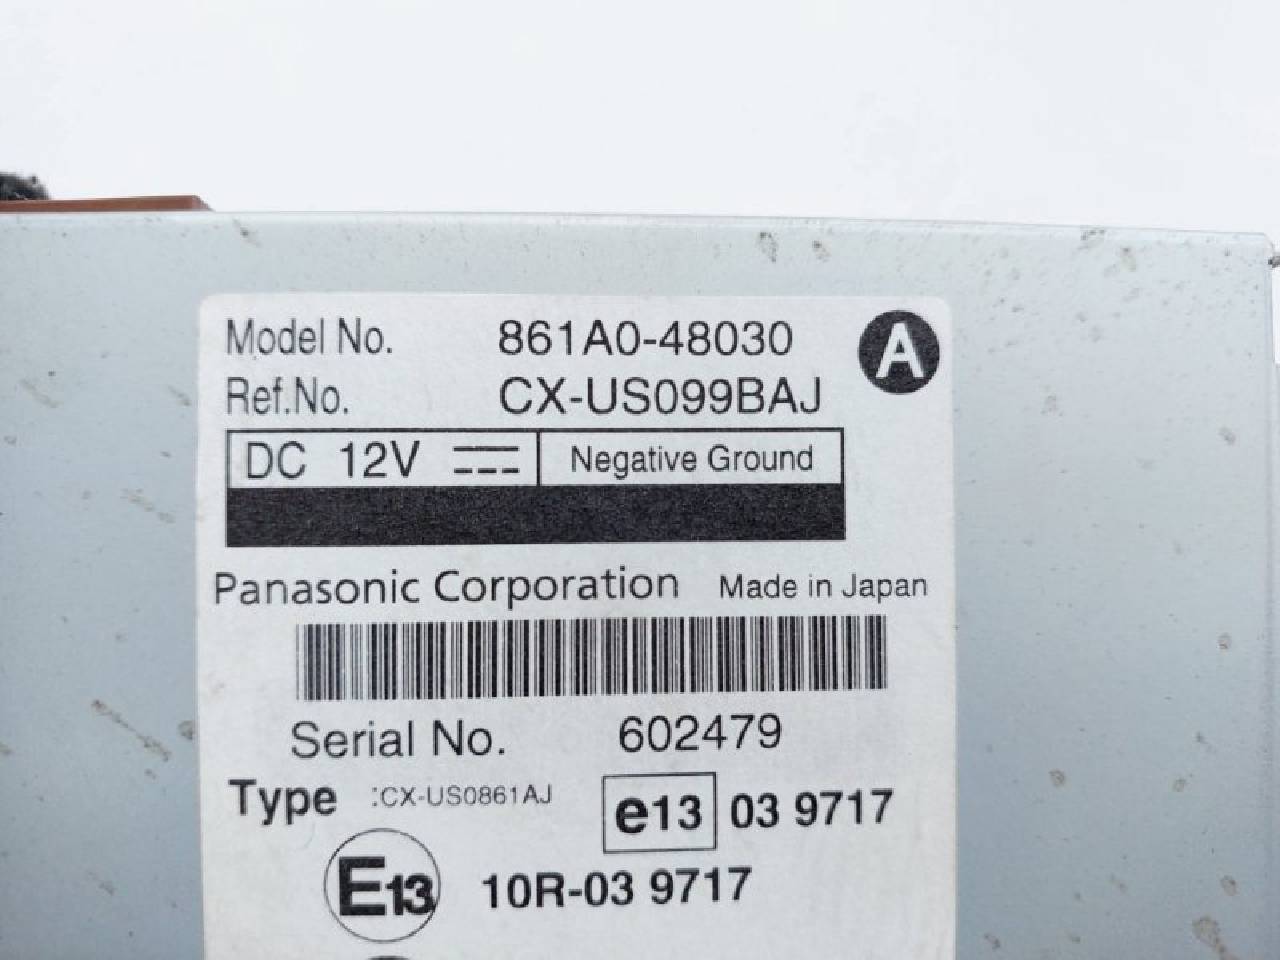 Model No. 861A0-48030 A
Ref.No. CX-US099BAJ
DC 12V Negative Ground
Panasonic Corporation Made in Japan
Serial No. 602479
Type :CX-US0861AJ e13 03 9717
E13 10R-03 9717